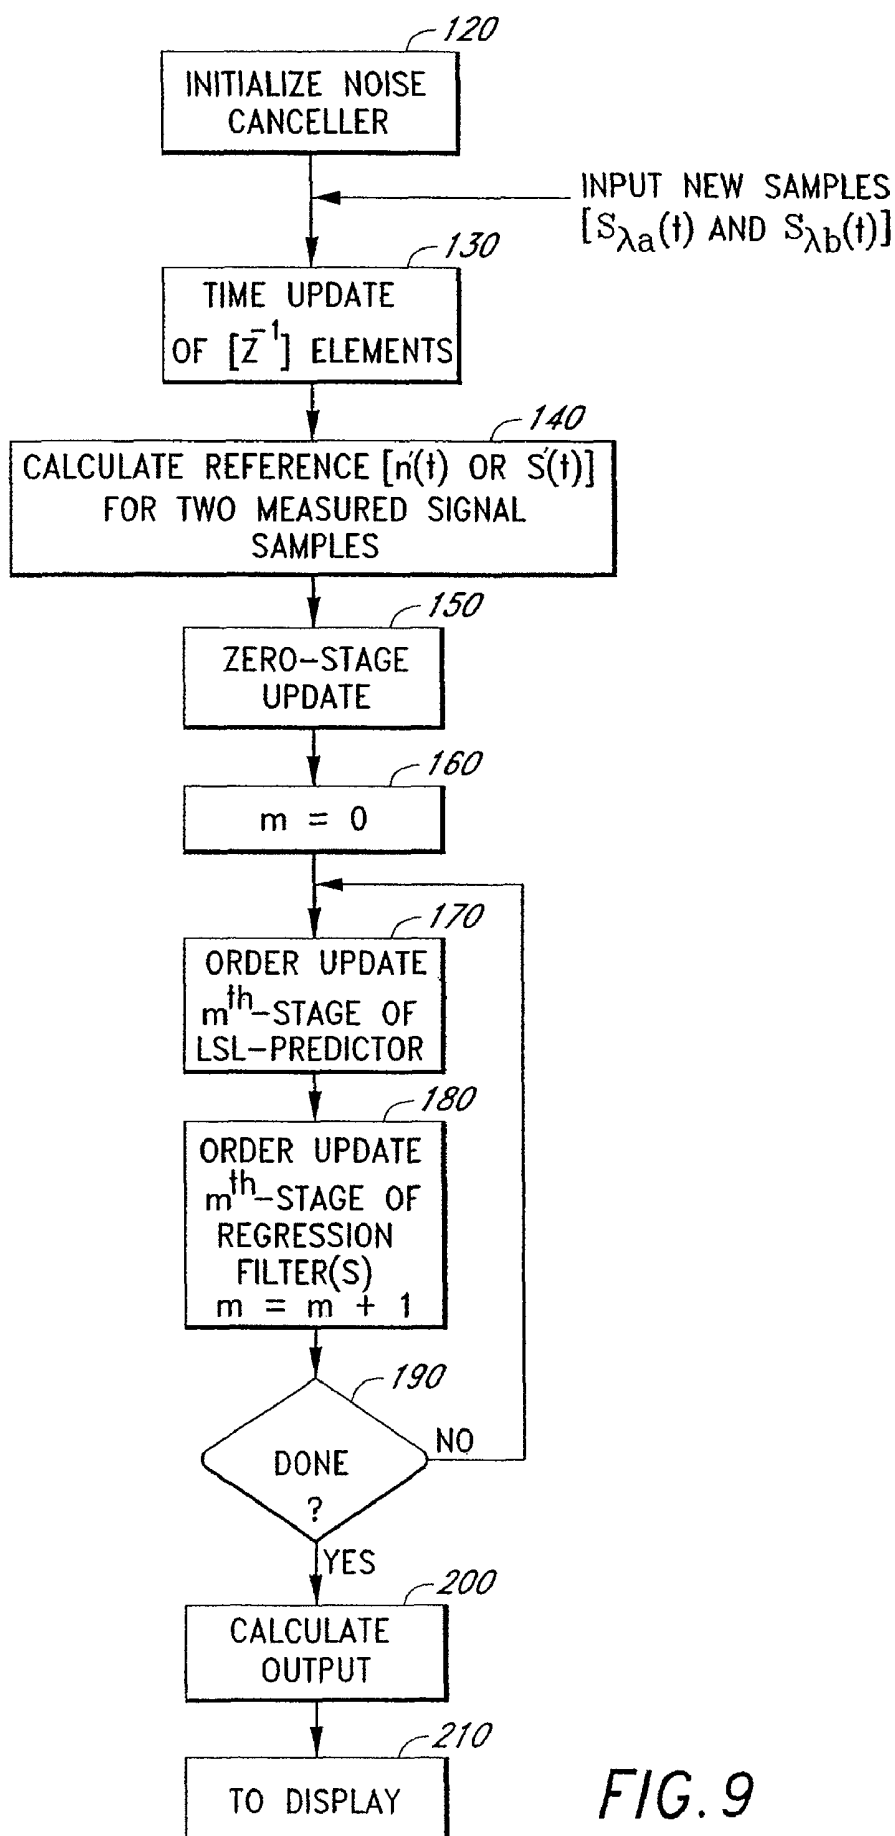 120
INITIALIZE NOISE
CANCELLER
INPUT NEW SAMPLES
[S_λa(t) AND S_λb(t)]
130
TIME UPDATE
OF [Z⁻¹] ELEMENTS
140
CALCULATE REFERENCE [n'(t) OR S'(t)]
FOR TWO MEASURED SIGNAL
SAMPLES
150
ZERO-STAGE
UPDATE
160
m = 0
170
ORDER UPDATE
mᵗʰ-STAGE OF
LSL-PREDICTOR
180
ORDER UPDATE
mᵗʰ-STAGE OF
REGRESSION
FILTER(S)
m = m + 1
190
DONE
?
NO
YES
200
CALCULATE
OUTPUT
210
TO DISPLAY
FIG. 9